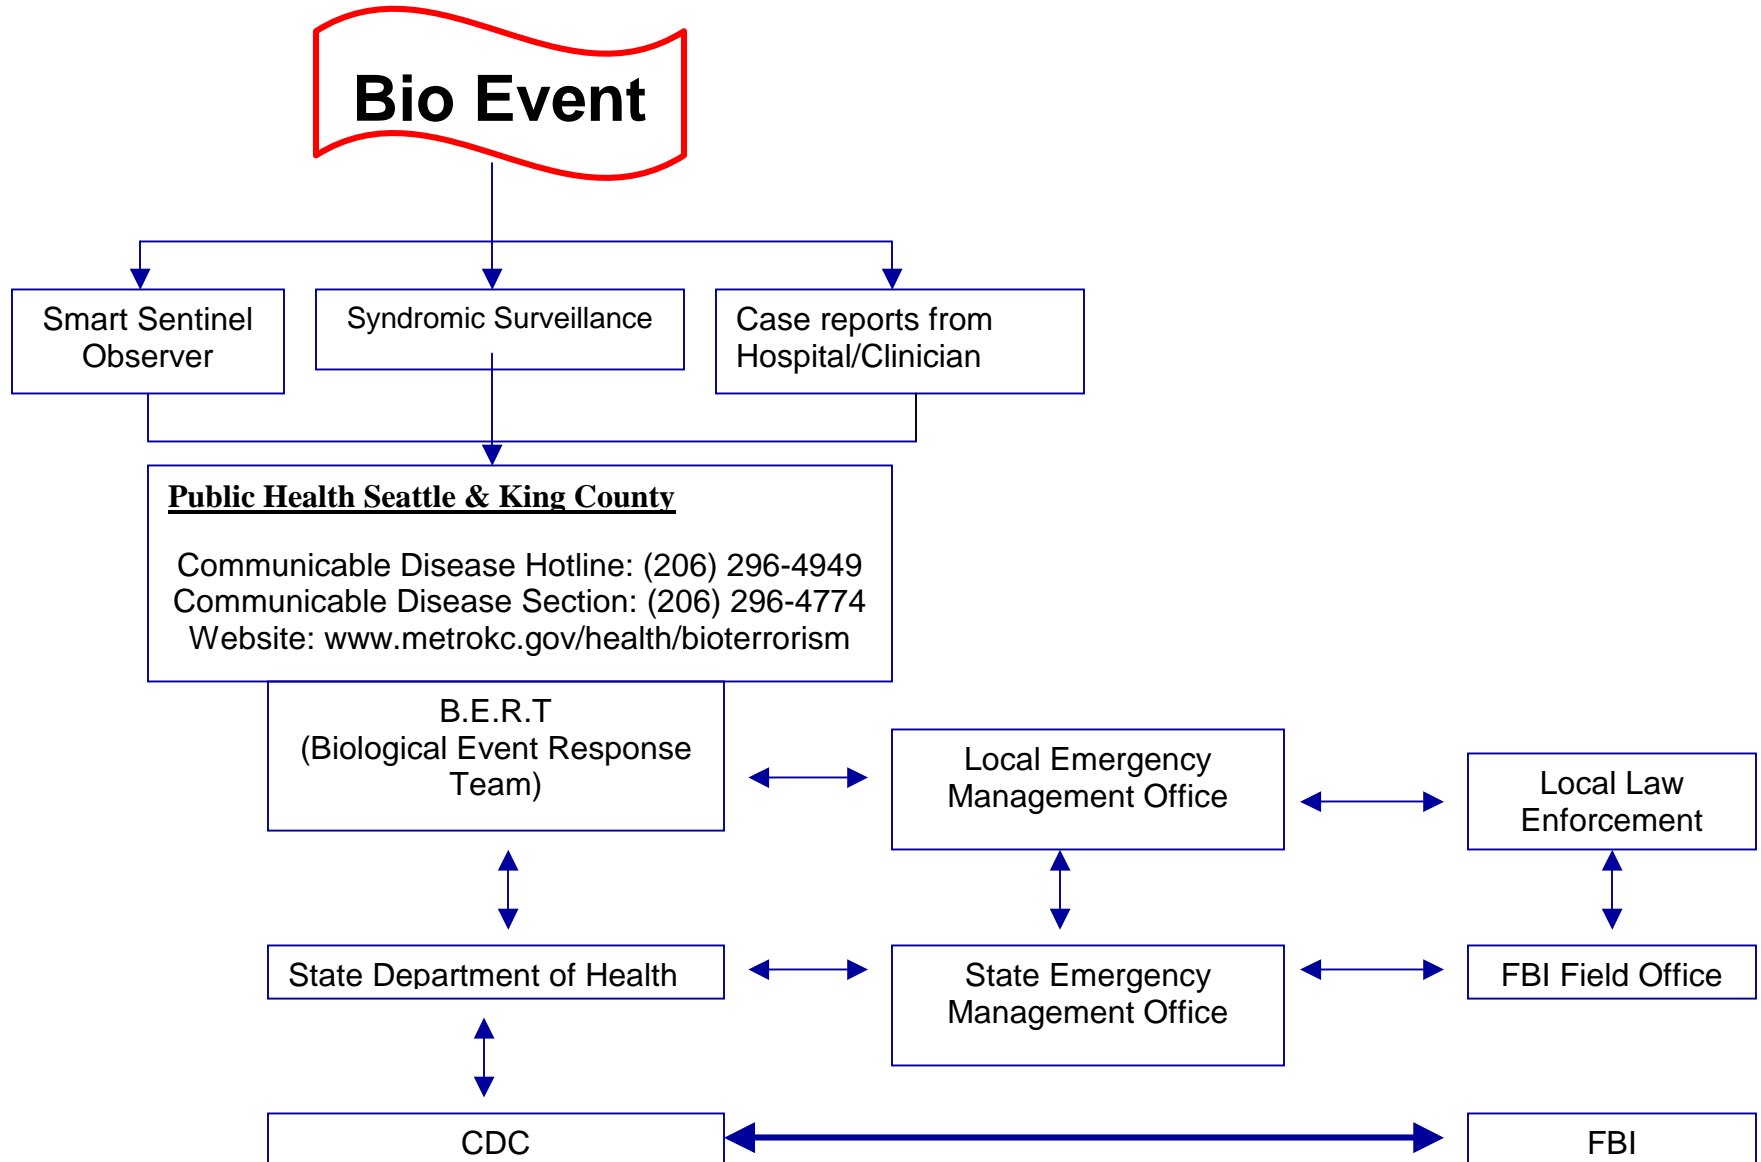 Bio Event
Smart Sentinel
Observer
Syndromic Surveillance
Case reports from
Hospital/Clinician
Public Health Seattle & King County
Communicable Disease Hotline: (206) 296-4949
Communicable Disease Section: (206) 296-4774
Website: www.metrokc.gov/health/bioterrorism
B.E.R.T
(Biological Event Response
Team)
Local Emergency
Management Office
Local Law
Enforcement
State Department of Health
State Emergency
Management Office
FBI Field Office
CDC
FBI